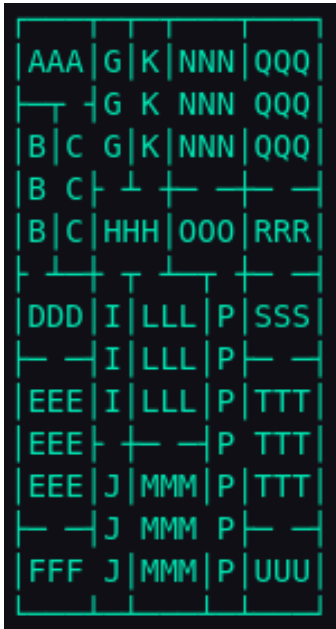 AAA G K NNN QQQ
G K NNN QQQ
B C G K NNN QQQ
B C
B C HHH OOO RRR
DDD I LLL P SSS
I LLL P
EEE I LLL P TTT
EEE P TTT
EEE J MMM P TTT
J MMM P
FFF J MMM P UUU